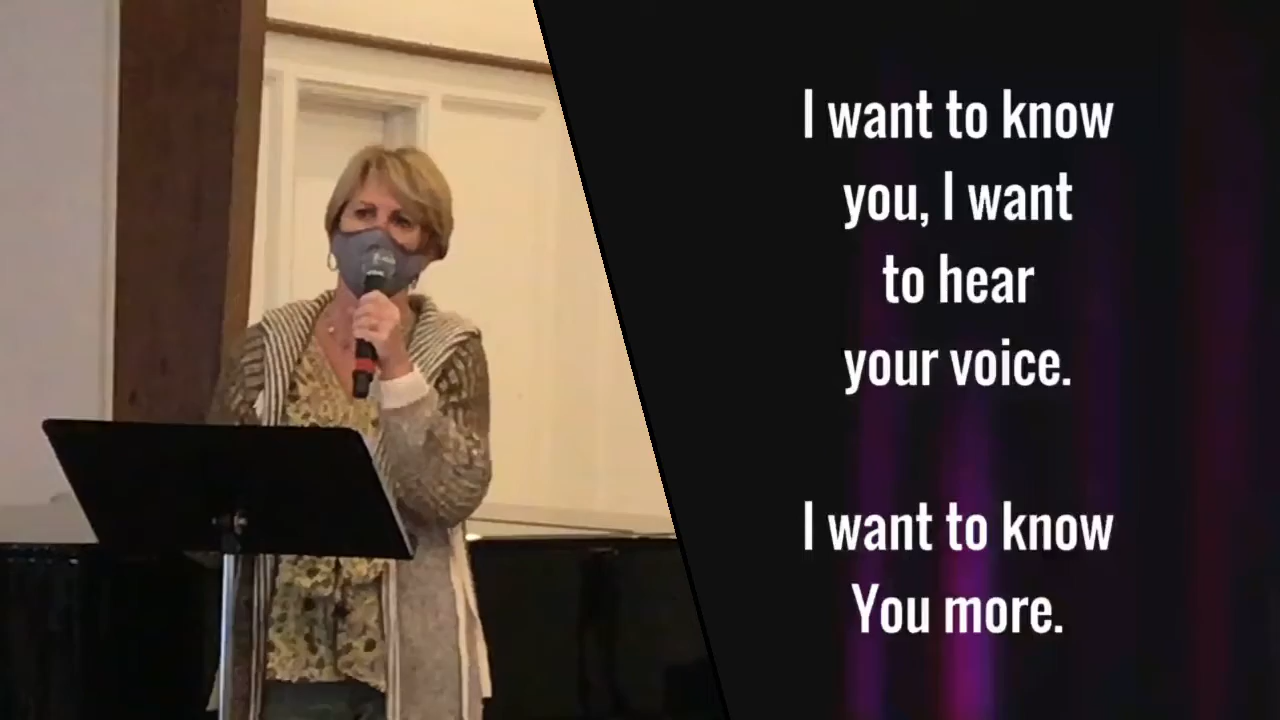 I want to know
you, I want
to hear
your voice.
I want to know
You more.